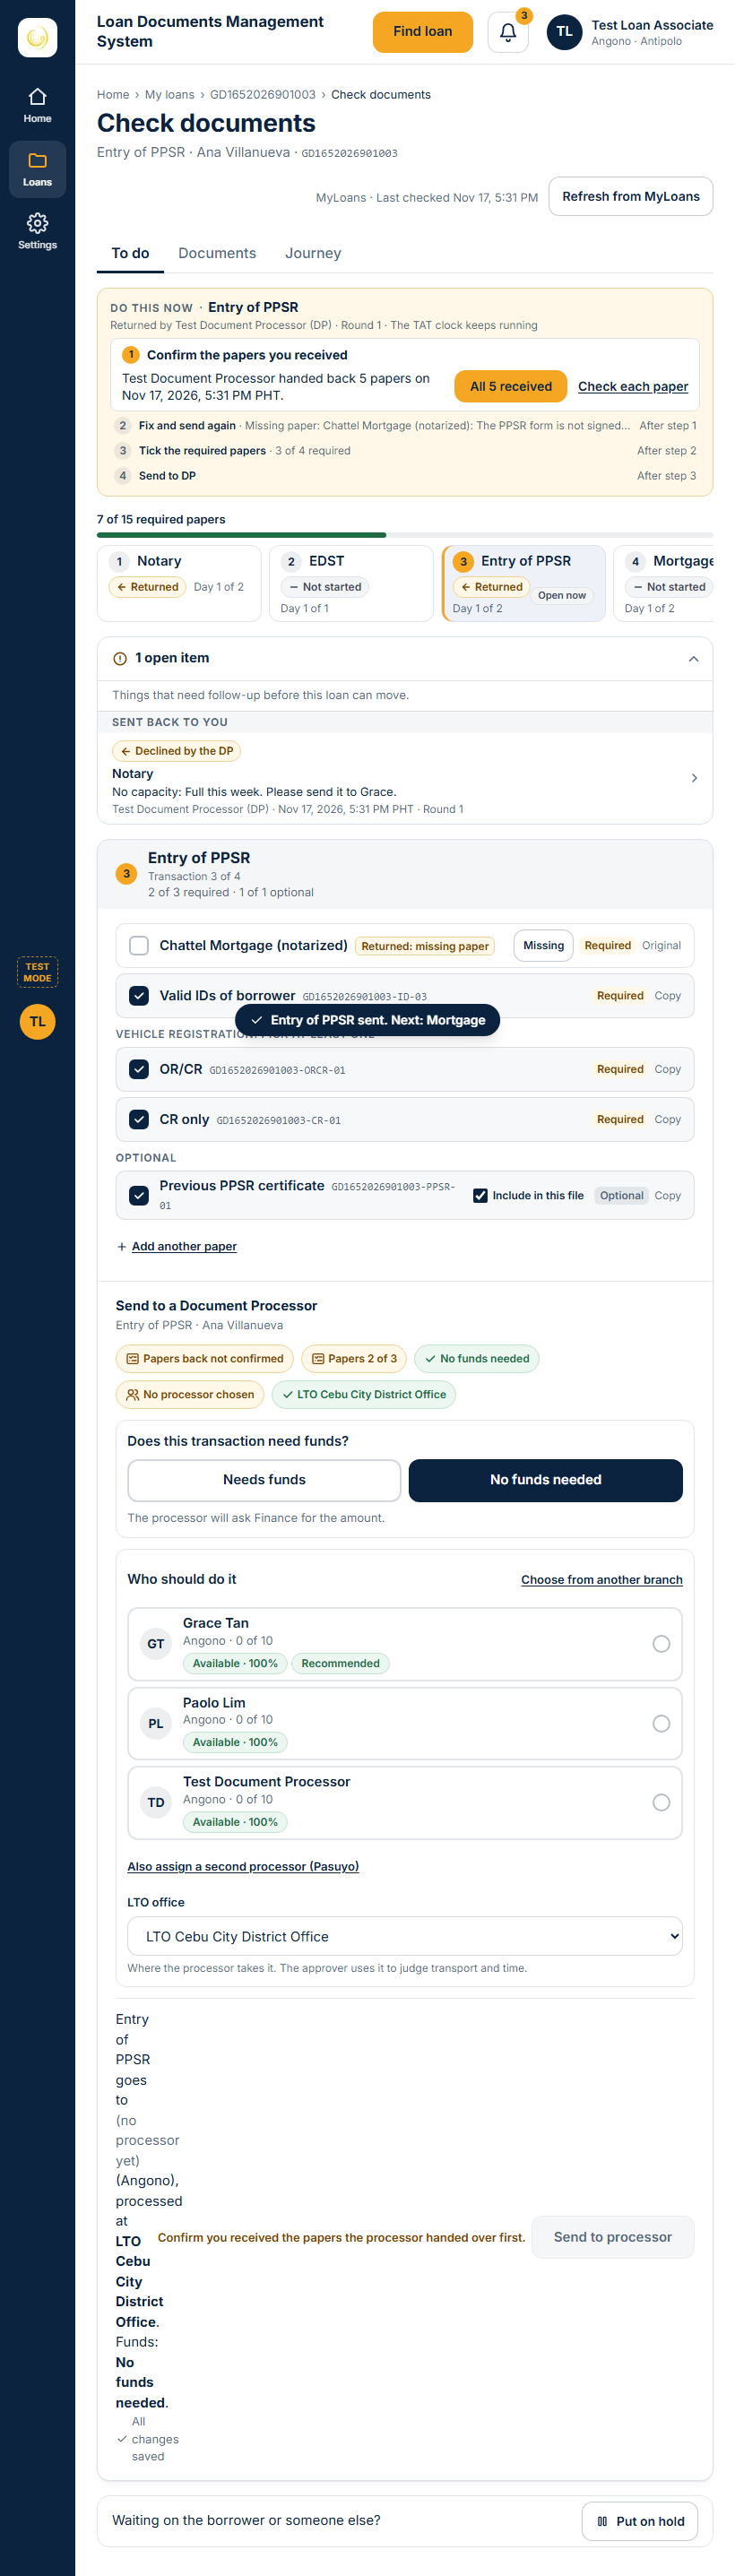 Loan Documents Management System
Find loan
3
TL
Test Loan Associate
Angono · Antipolo
Home
Loans
Settings
TEST MODE
TL
Home › My loans › GD1652026901003 › Check documents
Check documents
Entry of PPSR · Ana Villanueva · GD1652026901003
MyLoans · Last checked Nov 17, 5:31 PM
Refresh from MyLoans
To do
Documents
Journey
DO THIS NOW · Entry of PPSR
Returned by Test Document Processor (DP) · Round 1 · The TAT clock keeps running
1 Confirm the papers you received
Test Document Processor handed back 5 papers on
Nov 17, 2026, 5:31 PM PHT.
All 5 received
Check each paper
2 Fix and send again · Missing paper: Chattel Mortgage (notarized): The PPSR form is not signed... After step 1
3 Tick the required papers · 3 of 4 required After step 2
4 Send to DP After step 3
7 of 15 required papers
1 Notary
← Returned Day 1 of 2
2 EDST
– Not started
Day 1 of 1
3 Entry of PPSR
← Returned
Open now
Day 1 of 2
4 Mortgage
– Not started
Day 1 of 2
1 open item
Things that need follow-up before this loan can move.
SENT BACK TO YOU
← Declined by the DP
Notary
No capacity: Full this week. Please send it to Grace.
Test Document Processor (DP) · Nov 17, 2026, 5:31 PM PHT · Round 1
3
Entry of PPSR
Transaction 3 of 4
2 of 3 required · 1 of 1 optional
Chattel Mortgage (notarized) Returned: missing paper Missing Required Original
Valid IDs of borrower GD1652026901003-ID-03 Required Copy
✓ Entry of PPSR sent. Next: Mortgage
VEHICLE REGISTRATION
OR/CR GD1652026901003-ORCR-01 Required Copy
CR only GD1652026901003-CR-01 Required Copy
OPTIONAL
Previous PPSR certificate GD1652026901003-PPSR-
01
Include in this file Optional Copy
+ Add another paper
Send to a Document Processor
Entry of PPSR · Ana Villanueva
Papers back not confirmed
Papers 2 of 3
✓ No funds needed
No processor chosen
✓ LTO Cebu City District Office
Does this transaction need funds?
Needs funds
No funds needed
The processor will ask Finance for the amount.
Who should do it
Choose from another branch
GT
Grace Tan
Angono · 0 of 10
Available · 100% Recommended
PL
Paolo Lim
Angono · 0 of 10
Available · 100%
TD
Test Document Processor
Angono · 0 of 10
Available · 100%
Also assign a second processor (Pasuyo)
LTO office
LTO Cebu City District Office
Where the processor takes it. The approver uses it to judge transport and time.
Entry
of
PPSR
goes
to
(no
processor
yet)
(Angono),
processed
at
LTO
Cebu
City
District
Office.
Funds:
No
funds
needed.
✓ All
changes
saved
Confirm you received the papers the processor handed over first.
Send to processor
Waiting on the borrower or someone else?
Put on hold